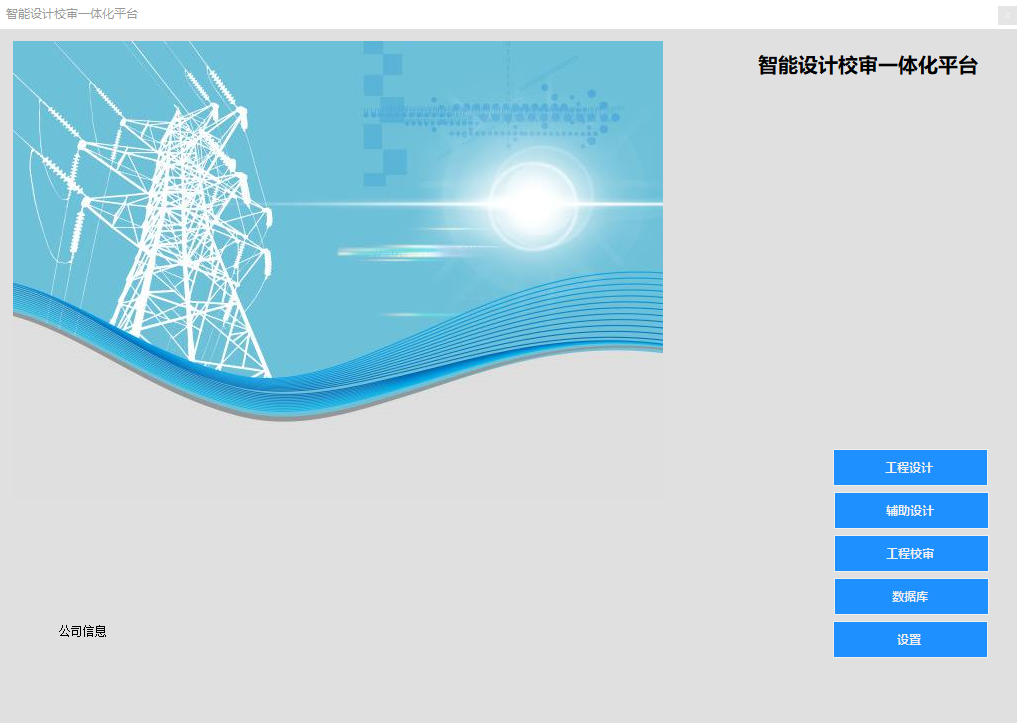 智能设计校审一体化平台
智能设计校审一体化平台
工程设计
辅助设计
工程校审
数据库
设置
公司信息